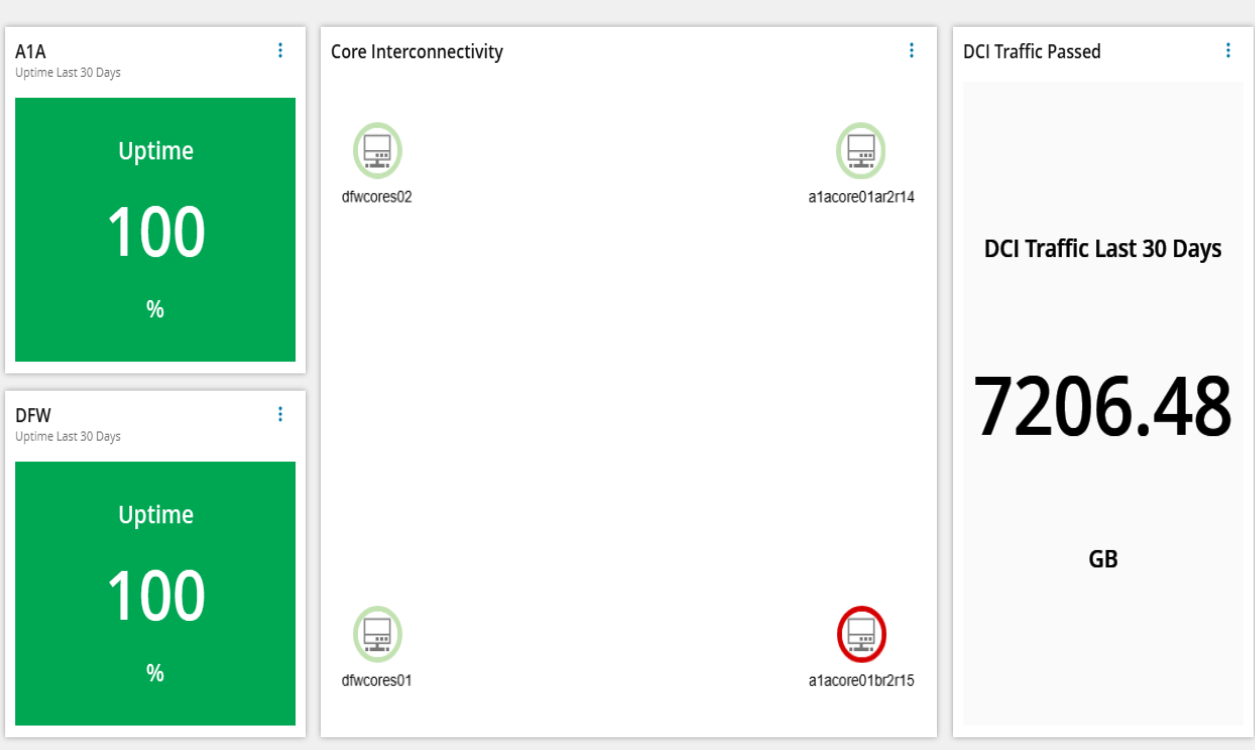 A1A
Uptime Last 30 Days
Uptime
100
%
DFW
Uptime Last 30 Days
Uptime
100
%
Core Interconnectivity
dfwcores02
a1acore01ar2r14
dfwcores01
a1acore01br2r15
DCI Traffic Passed
DCI Traffic Last 30 Days
7206.48
GB